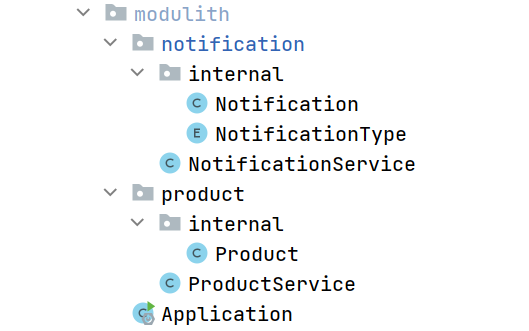 modulith
notification
internal
C Notification
E NotificationType
C NotificationService
product
internal
C Product
C ProductService
C Application